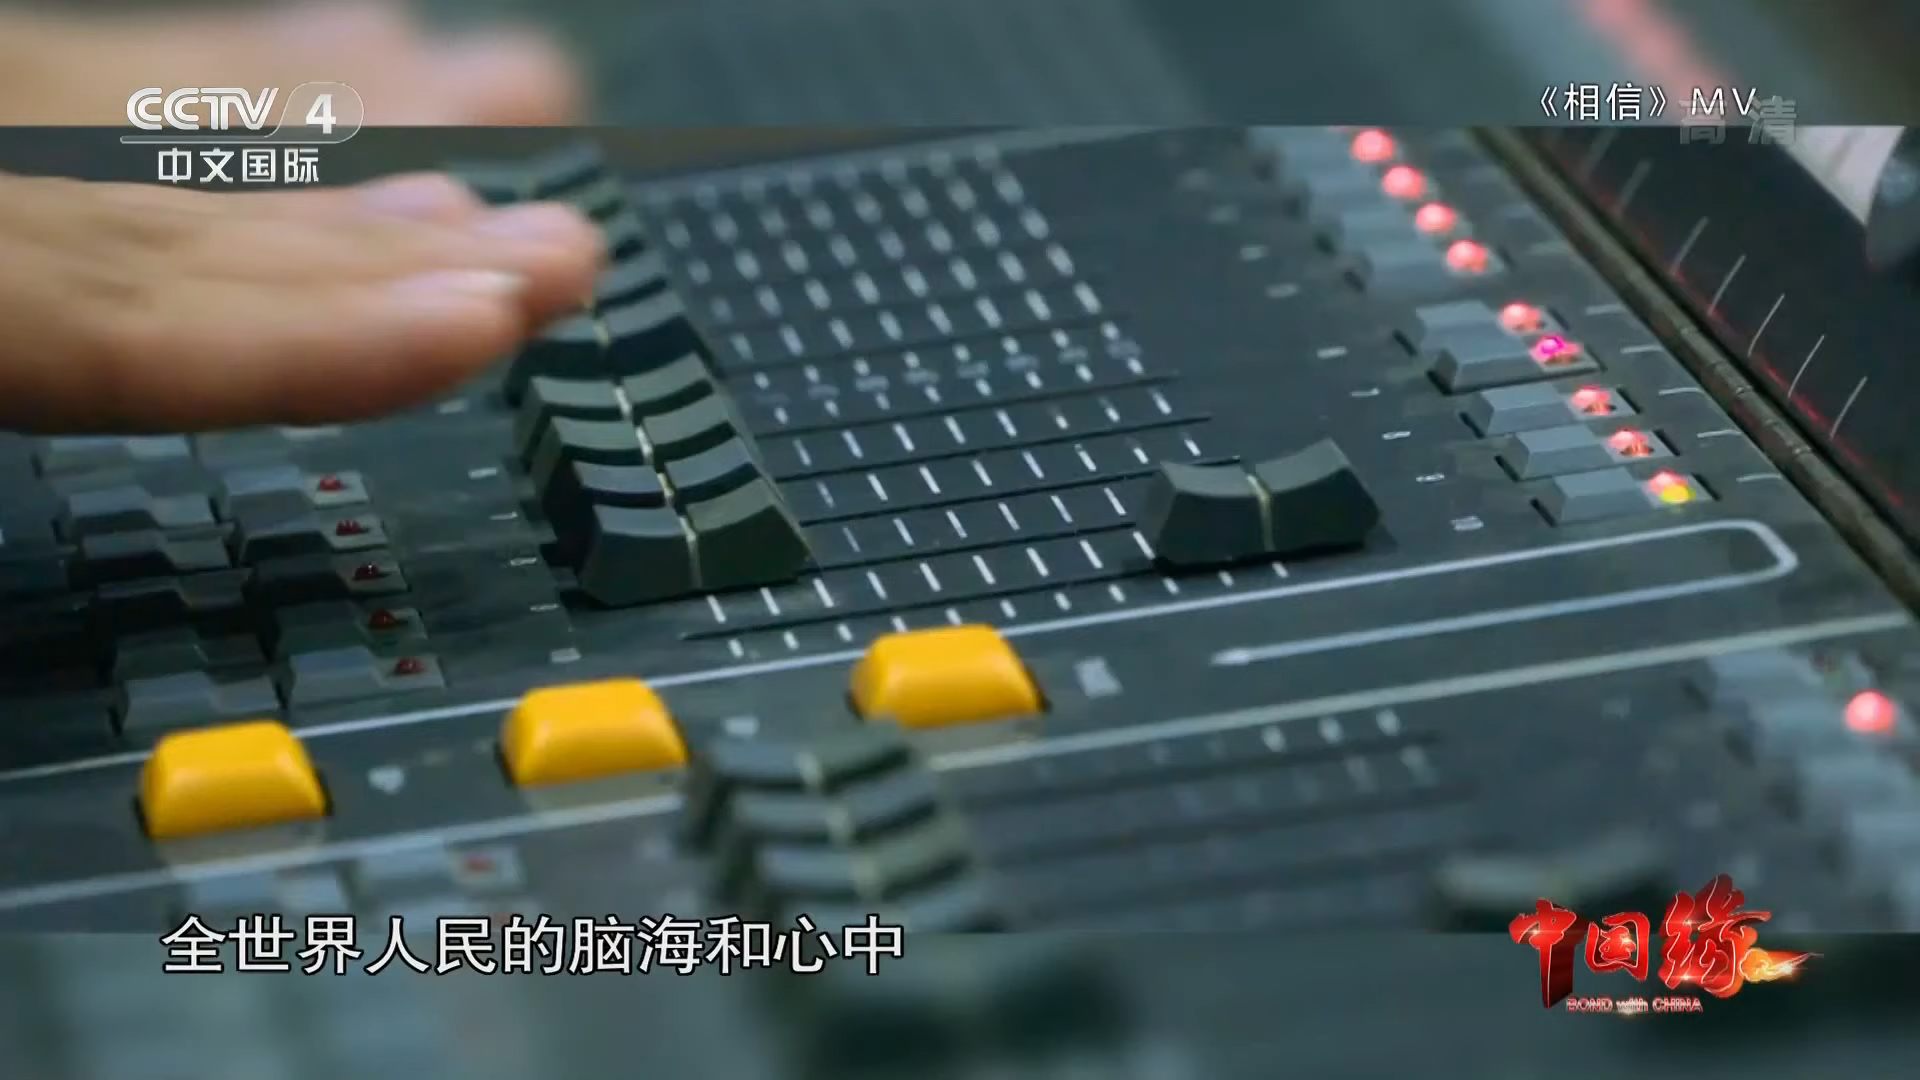 CCTV 4
中文国际
《相信》MV
高清
全世界人民的脑海和心中
中国缘
BOND with CHINA